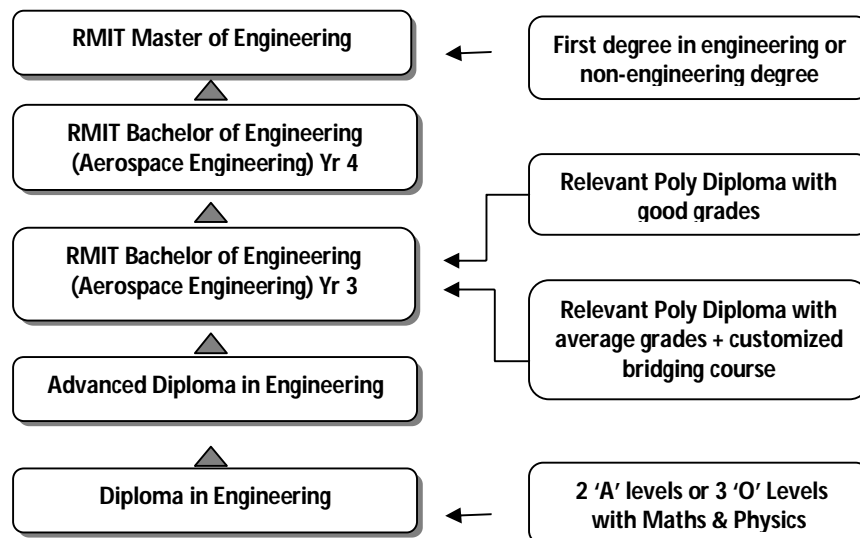 RMIT Master of Engineering
First degree in engineering or
non-engineering degree
RMIT Bachelor of Engineering
(Aerospace Engineering) Yr 4
Relevant Poly Diploma with
good grades
RMIT Bachelor of Engineering
(Aerospace Engineering) Yr 3
Relevant Poly Diploma with
average grades + customized
bridging course
Advanced Diploma in Engineering
Diploma in Engineering
2 ‘A’ levels or 3 ‘O’ Levels
with Maths & Physics